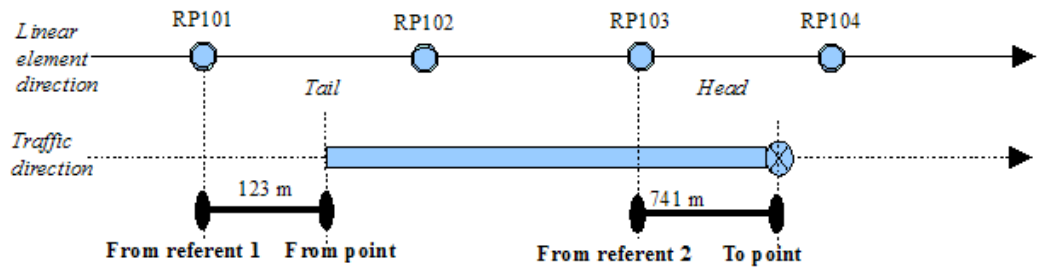 RP101 RP102 RP103 RP104
Linear
element
direction
Tail Head
Traffic
direction
123 m 741 m
From referent 1 From point From referent 2 To point